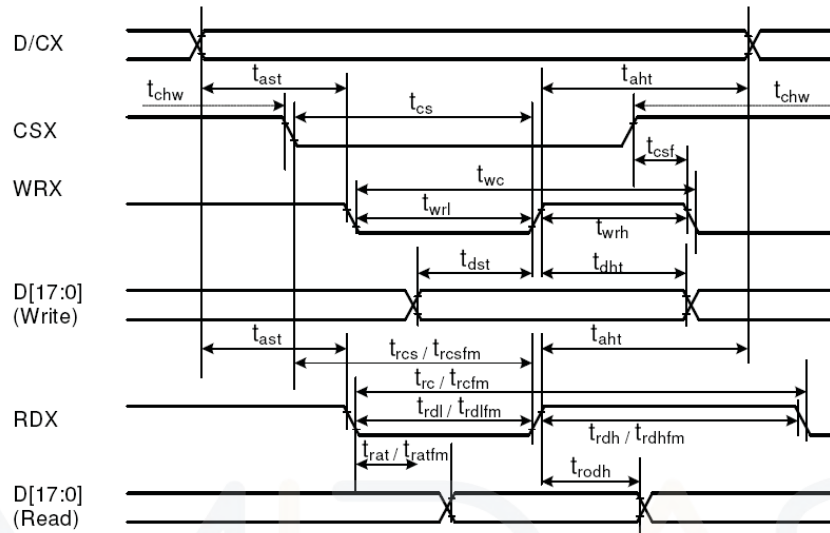 D/CX
t_ast
t_aht
t_chw
t_cs
t_chw
CSX
t_csf
WRX
t_wc
t_wrl
t_wrh
t_dst
t_dht
D[17:0]
(Write)
t_ast
t_rcs / t_rcsfm
t_aht
t_rc / t_rcfm
RDX
t_rdl / t_rdlfm
t_rdh / t_rdhfm
t_rat / t_ratfm
t_rodh
D[17:0]
(Read)